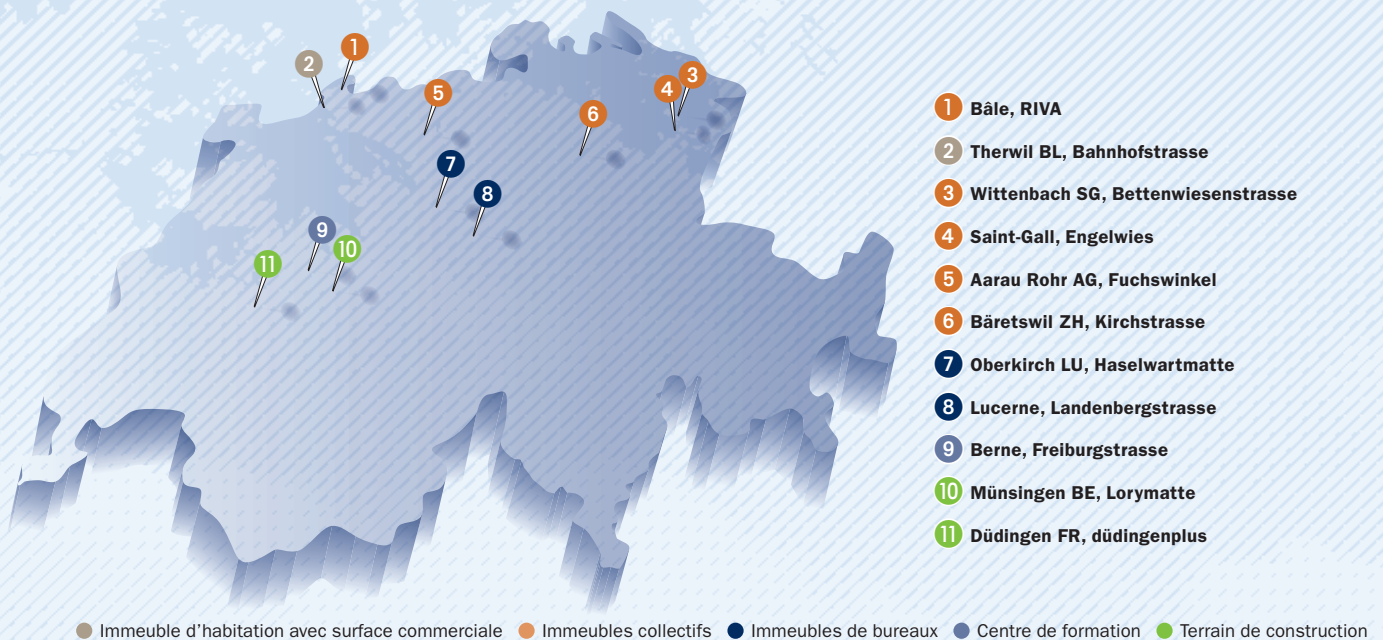 1
2
3
4
5
6
7
8
9
10
11
1 Bâle, RIVA
2 Therwil BL, Bahnhofstrasse
3 Wittenbach SG, Bettenwiesenstrasse
4 Saint-Gall, Engelwies
5 Aarau Rohr AG, Fuchswinkel
6 Bäretswil ZH, Kirchstrasse
7 Oberkirch LU, Haselwartmatte
8 Lucerne, Landenbergstrasse
9 Berne, Freiburgstrasse
10 Münsingen BE, Lorymatte
11 Düdingen FR, düdingenplus
Immeuble d’habitation avec surface commerciale Immeubles collectifs Immeubles de bureaux Centre de formation Terrain de construction